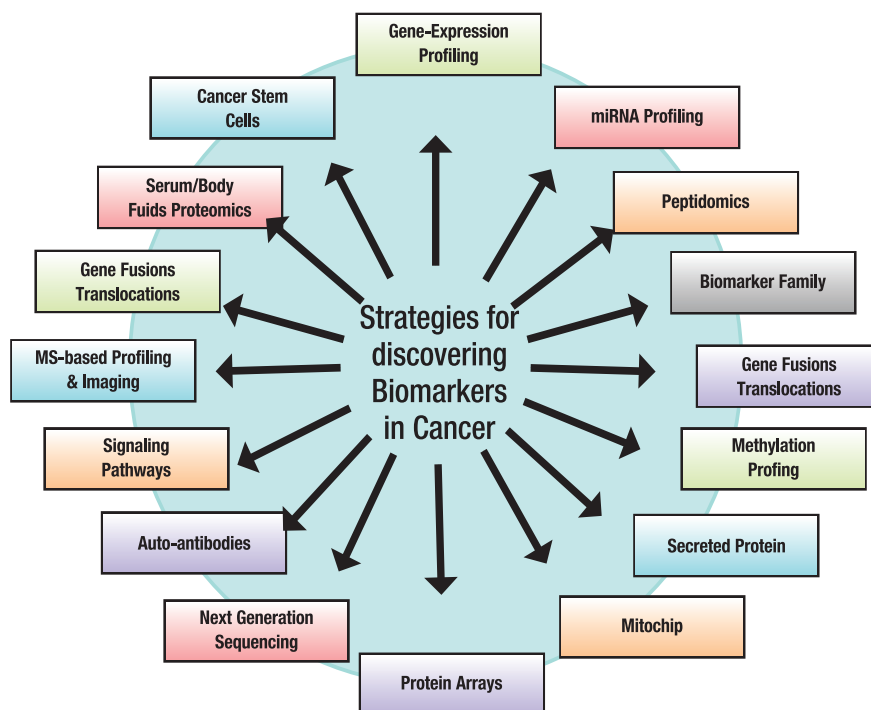 Gene-Expression
Profiling
miRNA Profiling
Peptidomics
Biomarker Family
Gene Fusions
Translocations
Methylation
Profing
Secreted Protein
Mitochip
Protein Arrays
Next Generation
Sequencing
Auto-antibodies
Signaling
Pathways
MS-based Profiling
& Imaging
Gene Fusions
Translocations
Serum/Body
Fuids Proteomics
Cancer Stem
Cells
Strategies for
discovering
Biomarkers
in Cancer